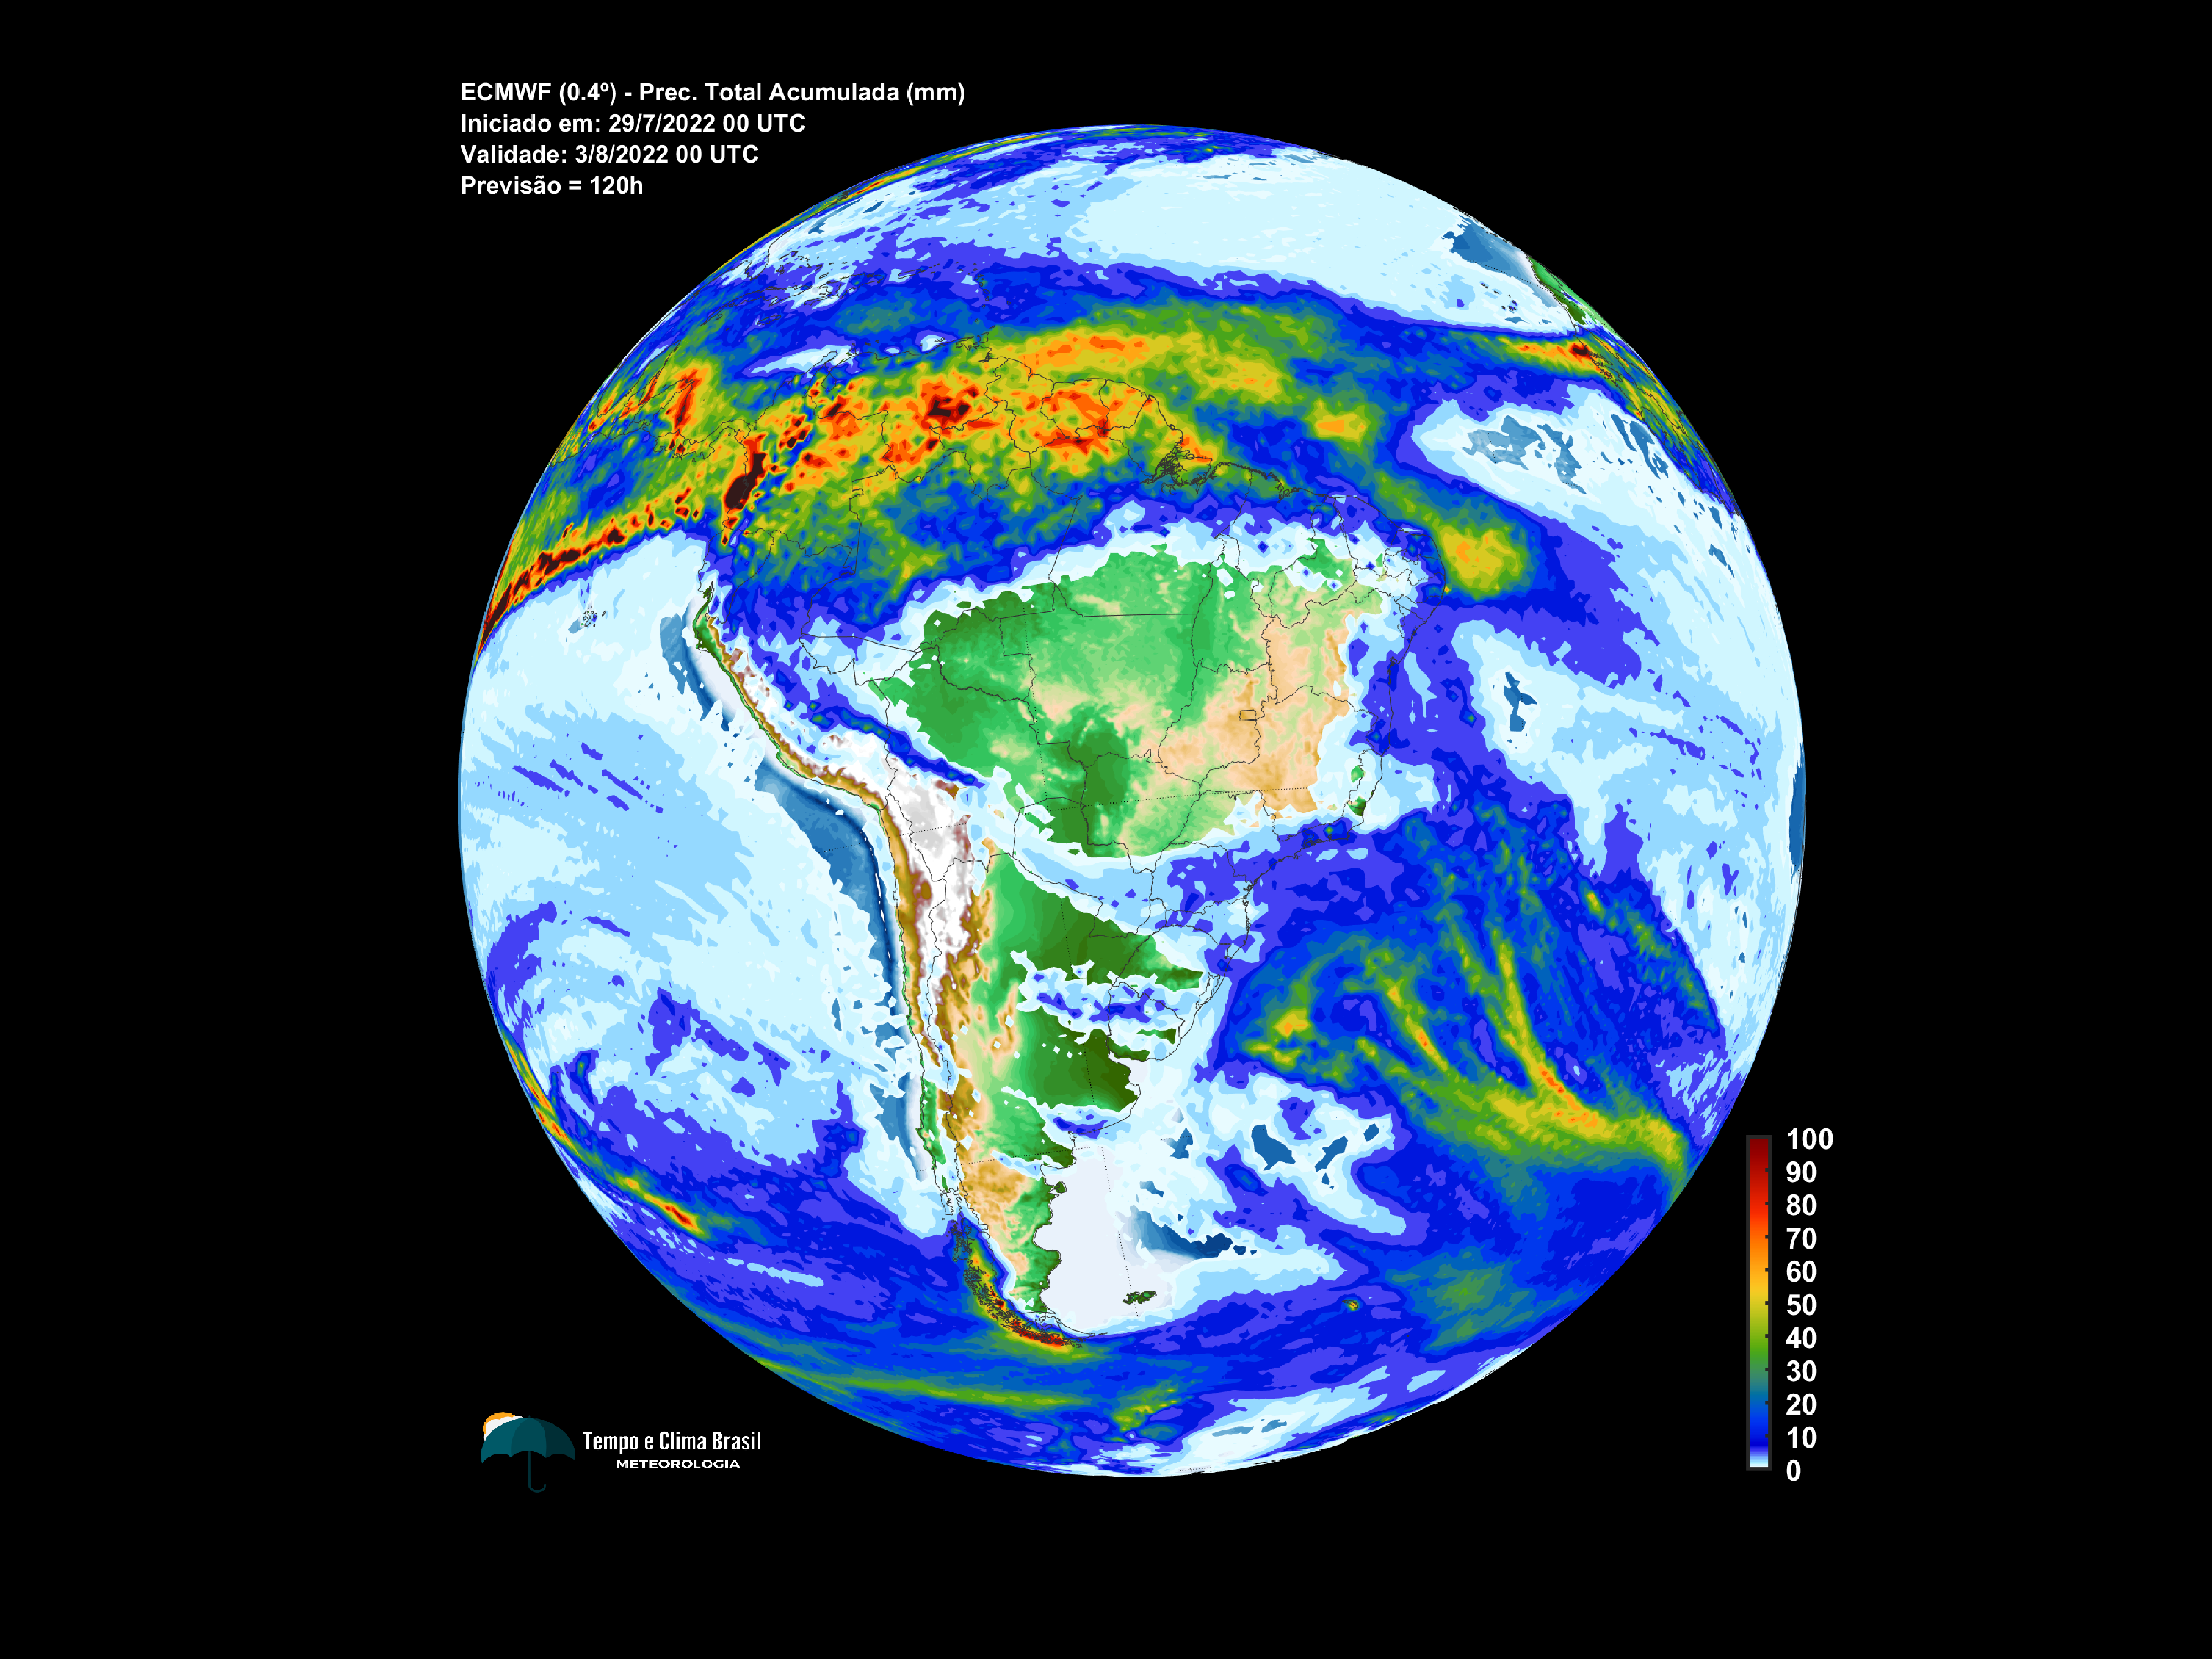 ECMWF (0.4º) - Prec. Total Acumulada (mm)
Iniciado em: 29/7/2022 00 UTC
Validade: 3/8/2022 00 UTC
Previsão = 120h
100
90
80
70
60
50
40
30
20
10
0
Tempo e Clima Brasil
METEOROLOGIA